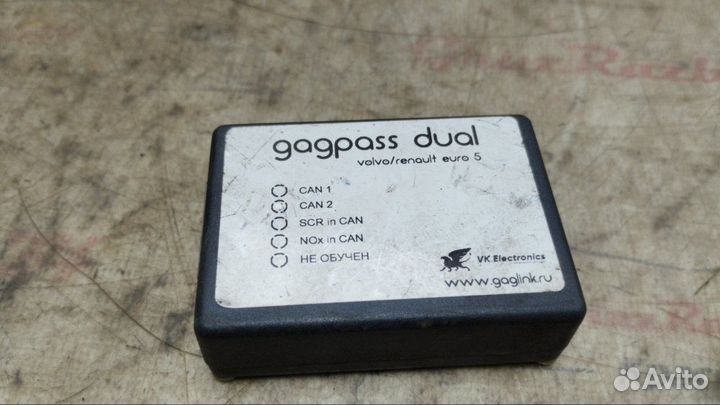 gagpass dual
volvo/renault euro 5
CAN 1
CAN 2
SCR in CAN
NOx in CAN
НЕ ОБУЧЕН
VK Electronics
www.gaglink.ru
Avito